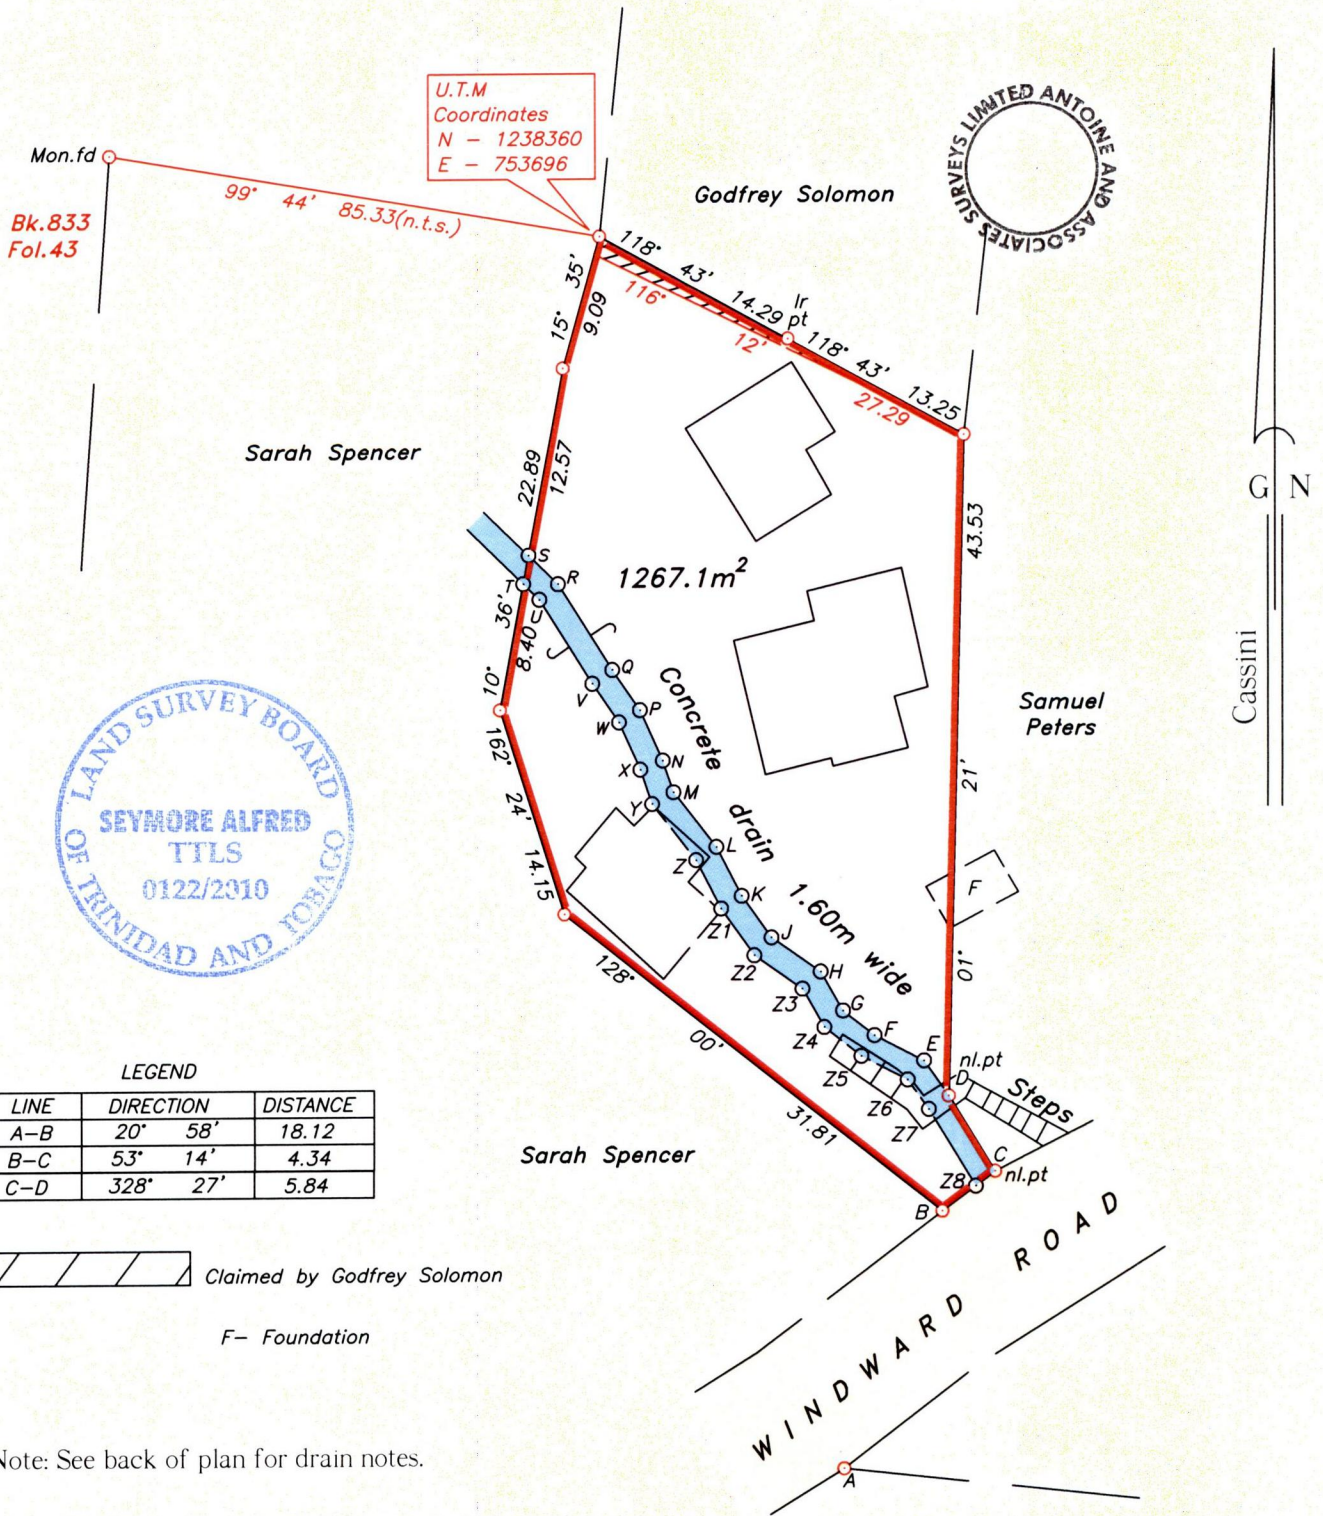 U.T.M
Coordinates
N - 1238360
E - 753696
ANTOINE AND ASSOCIATES SURVEYS LIMITED
Mon.fd
99° 44' 85.33(n.t.s.)
Godfrey Solomon
Bk.833
Fol.43
118° 43' 14.29
Ir
pt
118° 43' 13.25
116° 12' 27.29
15° 35'
9.09
Sarah Spencer
22.89
12.57
G N
Cassini
43.53
21'
01°
S
T
R
U
1267.1m²
10° 36'
8.40
Q
V
P
W
N
X
M
Y
L
Z
K
Z1
J
Z2
H
Z3
G
Z4
F
Z5
E
Z6
D
Z7
Z8
C
B
A
Concrete drain 1.60m wide
Samuel
Peters
F
162° 24' 14.15
128° 00' 31.81
LAND SURVEY BOARD
SEYMORE ALFRED
TTLS
0122/2010
OF TRINIDAD AND TOBAGO
nl.pt
Steps
nl.pt
Sarah Spencer
LEGEND
LINE DIRECTION DISTANCE
A-B 20° 58' 18.12
B-C 53° 14' 4.34
C-D 328° 27' 5.84
Claimed by Godfrey Solomon
F- Foundation
WINDWARD ROAD
Note: See back of plan for drain notes.